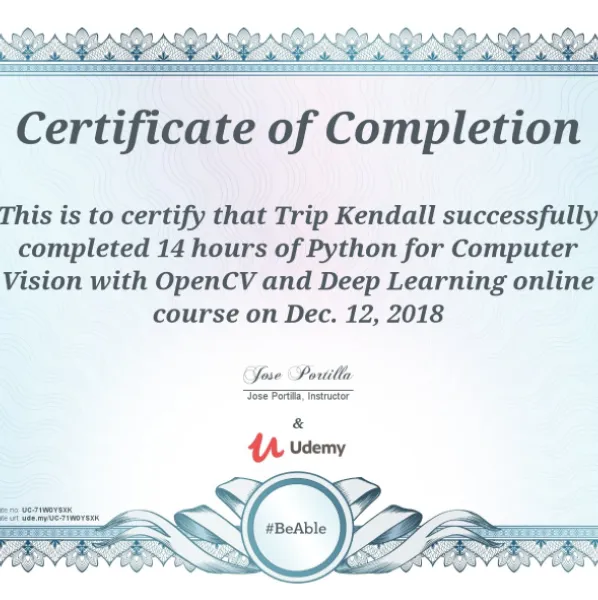 Certificate of Completion
This is to certify that Trip Kendall successfully
completed 14 hours of Python for Computer
Vision with OpenCV and Deep Learning online
course on Dec. 12, 2018
Jose Portilla
Jose Portilla, Instructor
&
Udemy
#BeAble
te no. UC-71W0YSXK
te url. ude.my/UC-71W0YSXK